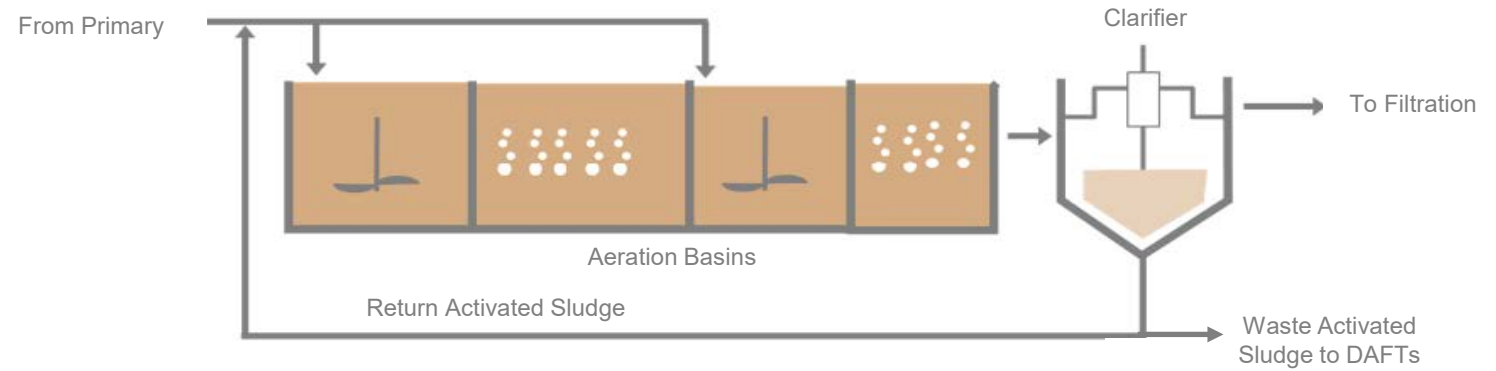 Clarifier
From Primary
To Filtration
Aeration Basins
Return Activated Sludge
Waste Activated
Sludge to DAFTs